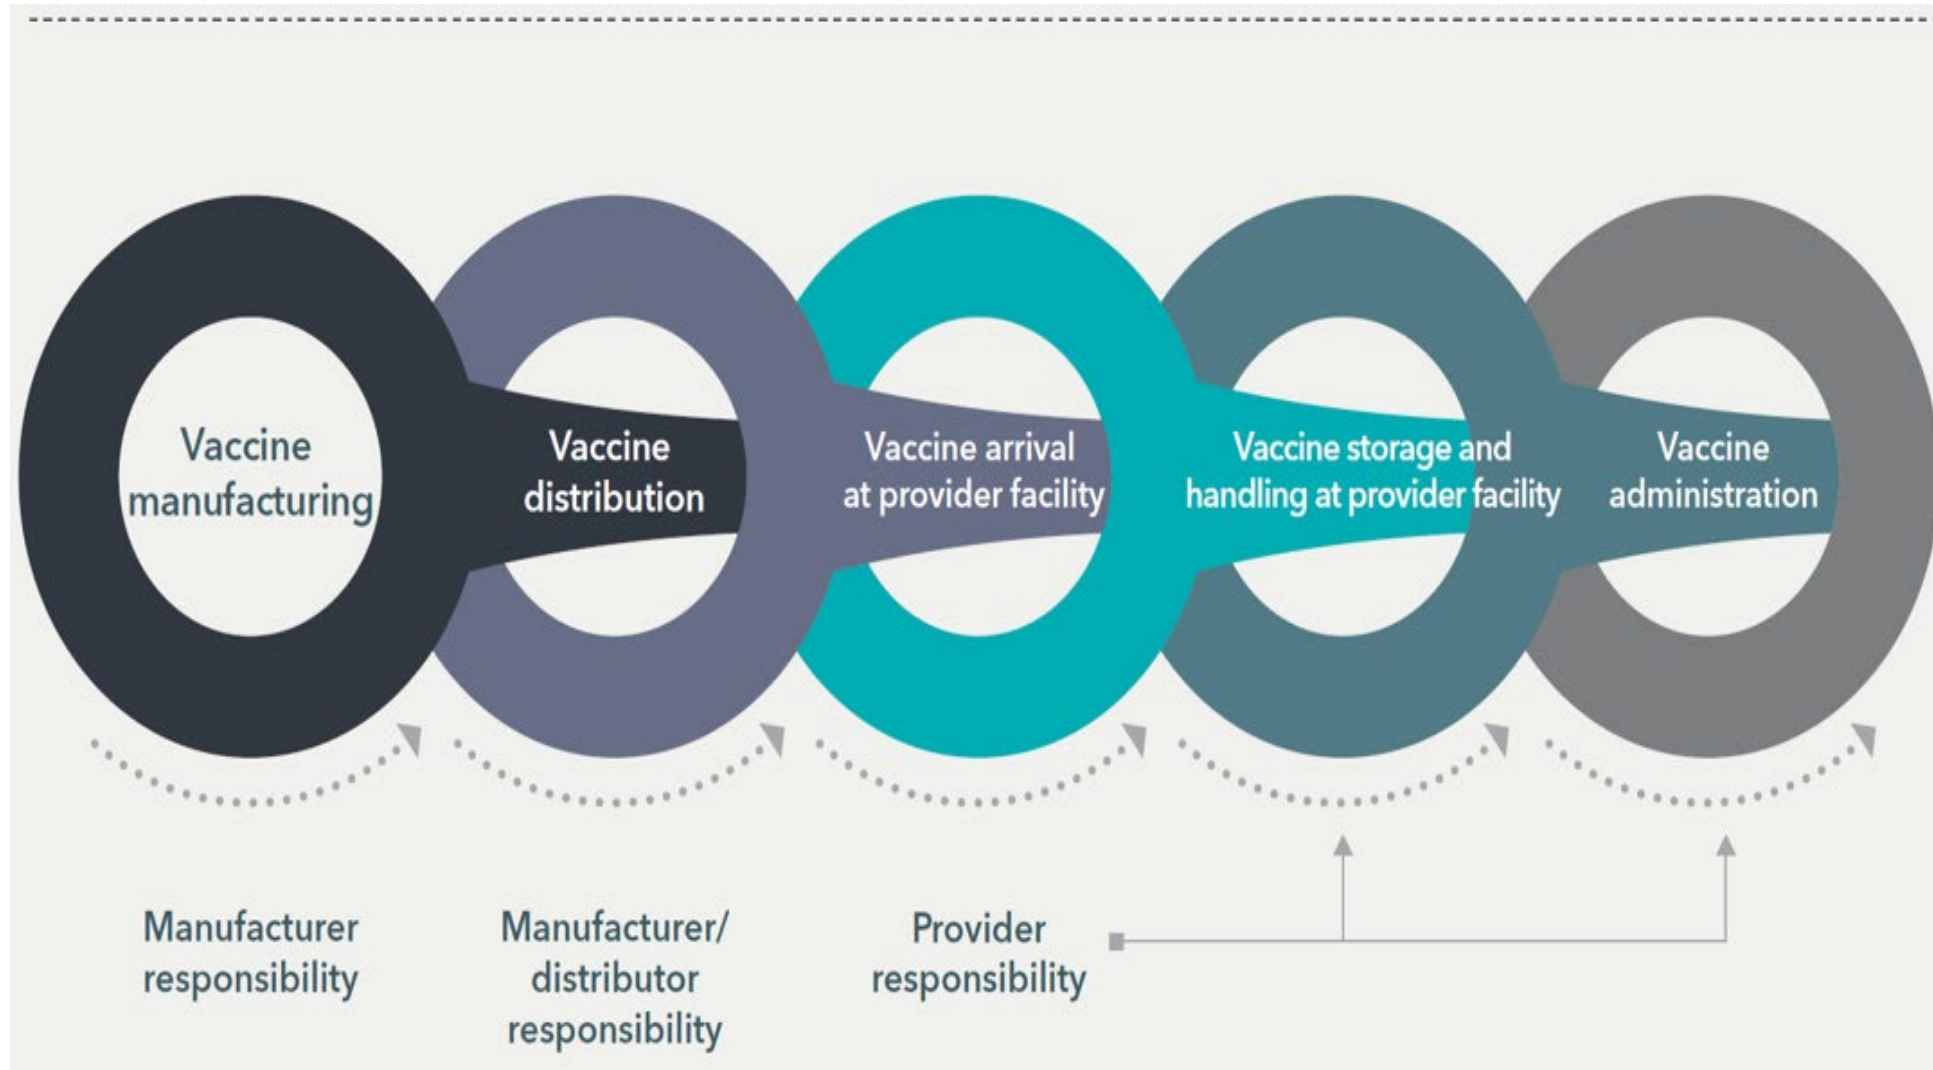 Vaccine
manufacturing
Vaccine
distribution
Vaccine arrival
at provider facility
Vaccine storage and
handling at provider facility
Vaccine
administration
Manufacturer
responsibility
Manufacturer/
distributor
responsibility
Provider
responsibility